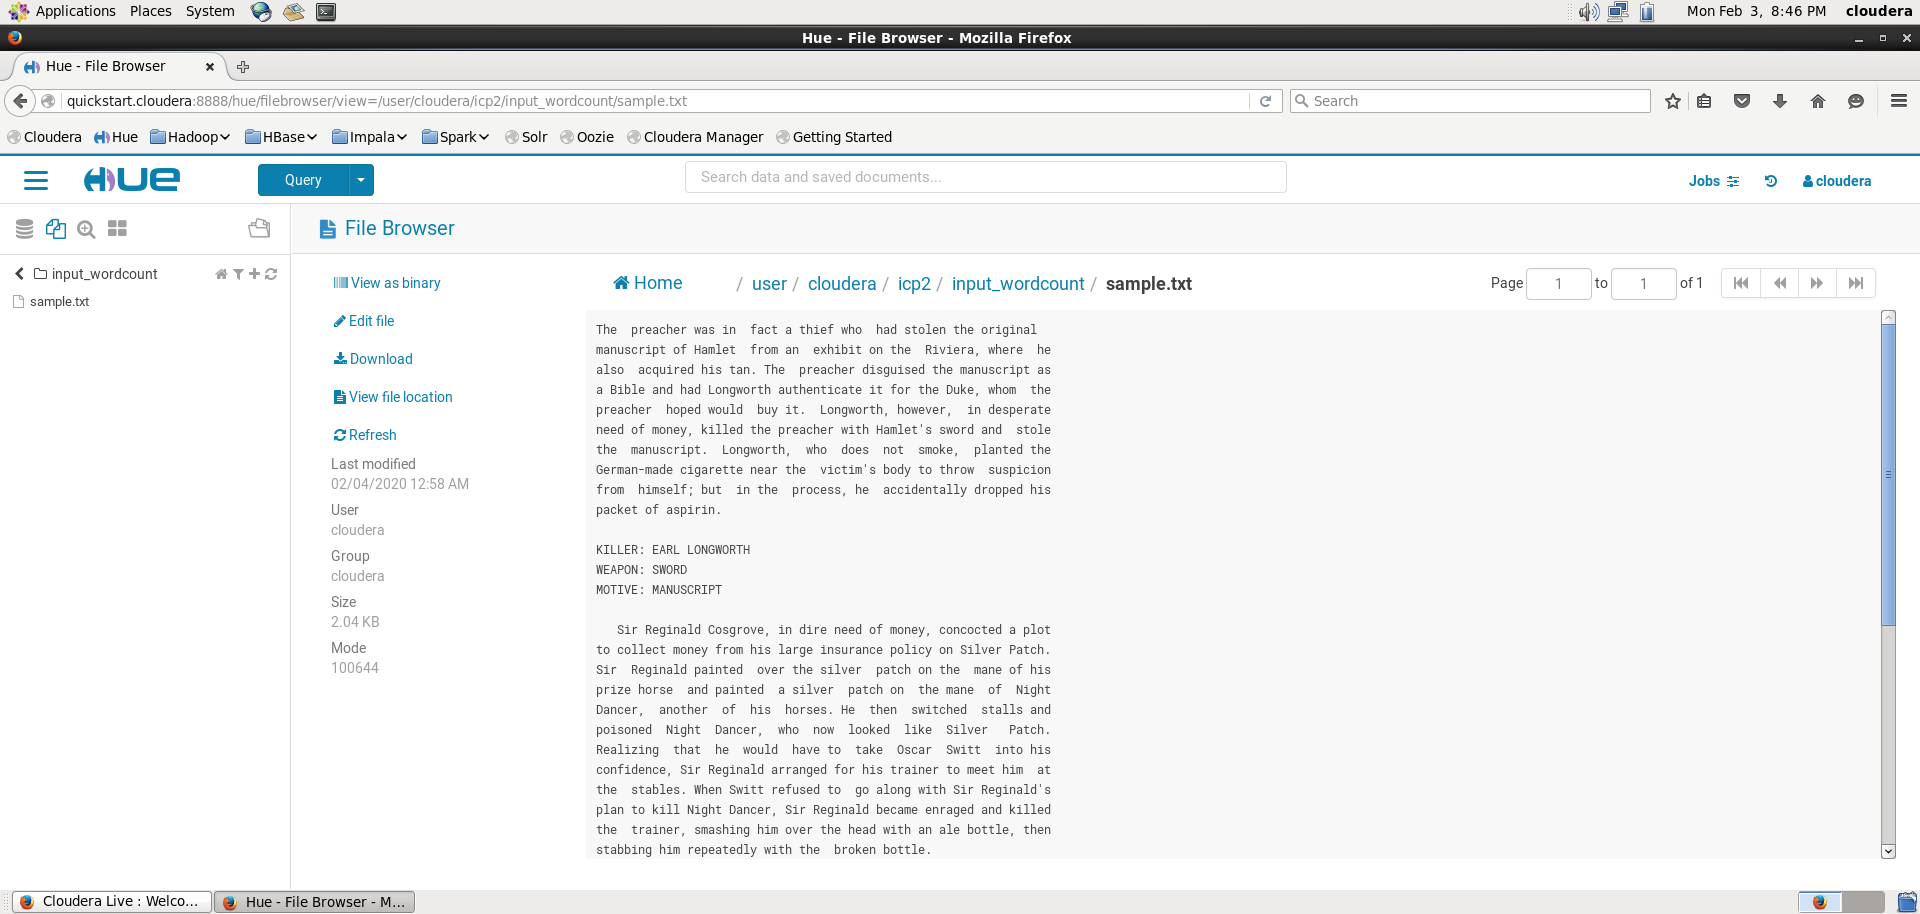 Applications Places System Mon Feb 3, 8:46 PM cloudera
Hue - File Browser - Mozilla Firefox
Hue - File Browser
quickstart.cloudera:8888/hue/filebrowser/view=/user/cloudera/icp2/input_wordcount/sample.txt Search
Cloudera Hue Hadoop HBase Impala Spark Solr Oozie Cloudera Manager Getting Started
HUE Query Search data and saved documents... Jobs cloudera
File Browser
input_wordcount
sample.txt
View as binary
Edit file
Download
View file location
Refresh
Last modified
02/04/2020 12:58 AM
User
cloudera
Group
cloudera
Size
2.04 KB
Mode
100644
Home / user / cloudera / icp2 / input_wordcount / sample.txt Page 1 to 1 of 1
The  preacher was in  fact a thief who  had stolen the original
manuscript of Hamlet  from an  exhibit on the  Riviera, where  he
also  acquired his tan. The  preacher disguised the manuscript as
a Bible and had Longworth authenticate it for the Duke, whom  the
preacher  hoped would  buy it.  Longworth, however,  in desperate
need of money, killed the preacher with Hamlet's sword and  stole
the  manuscript.  Longworth,  who  does  not  smoke,  planted the
German-made cigarette near the  victim's body to throw  suspicion
from  himself; but  in the  process, he  accidentally dropped his
packet of aspirin.
KILLER: EARL LONGWORTH
WEAPON: SWORD
MOTIVE: MANUSCRIPT
Sir Reginald Cosgrove, in dire need of money, concocted a plot
to collect money from his large insurance policy on Silver Patch.
Sir  Reginald painted  over the silver  patch on the  mane of his
prize horse  and painted  a silver  patch on  the mane  of  Night
Dancer,  another  of  his  horses. He  then  switched  stalls and
poisoned  Night  Dancer,  who  now  looked  like  Silver   Patch.
Realizing  that  he  would  have to  take  Oscar  Switt  into his
confidence, Sir Reginald arranged for his trainer to meet him  at
the  stables. When Switt refused to  go along with Sir Reginald's
plan to kill Night Dancer, Sir Reginald became enraged and killed
the  trainer, smashing him over the head with an ale bottle, then
stabbing him repeatedly with the  broken bottle.
Cloudera Live : Welco... Hue - File Browser - M...